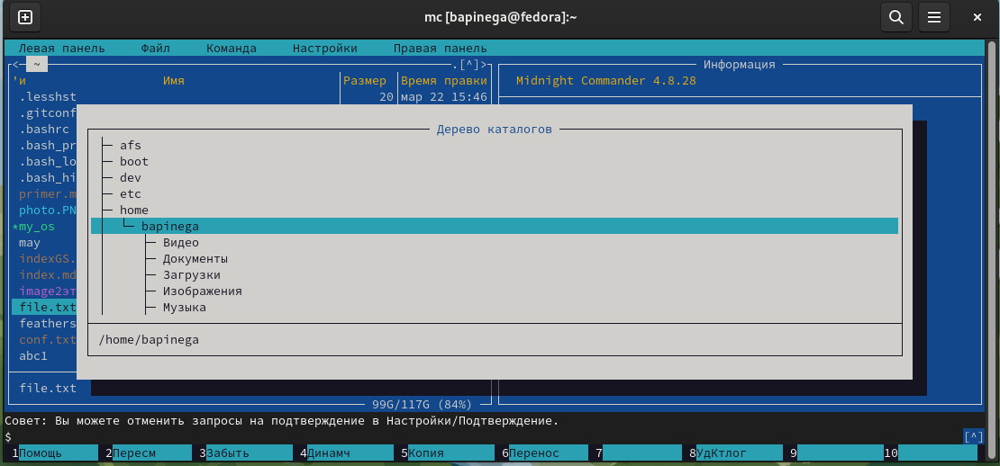 mc [bapinega@fedora]:~
Левая панель Файл Команда Настройки Правая панель
<- ~ .[^]> Информация
'и Имя Размер Время правки Midnight Commander 4.8.28
.lesshst 20 мар 22 15:46
.gitconf
.bashrc
.bash_pr
.bash_lo
.bash_hi
primer.m
photo.PN
*my_os
may
indexGS.
index.md
image2эт
file.txt
feathers
conf.txt
abc1
file.txt
Дерево каталогов
afs
boot
dev
etc
home
bapinega
Видео
Документы
Загрузки
Изображения
Музыка
/home/bapinega
99G/117G (84%)
Совет: Вы можете отменить запросы на подтверждение в Настройки/Подтверждение.
$ [^]
1Помощь 2Пересм 3Забыть 4Динамч 5Копия 6Перенос 7 8УдКтлог 9 10